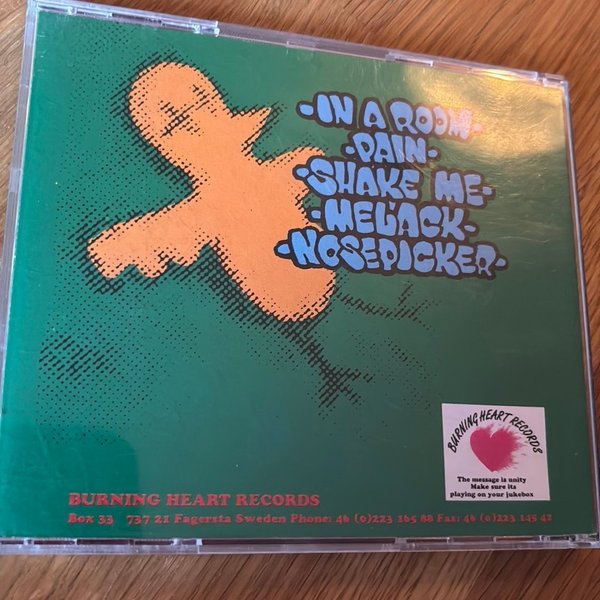 -IN A ROOM-
-PAIN-
-SHAKE ME-
-MELACK-
-NOSEPICKER-
BURNING HEART RECORDS
The message is unity
Make sure its
playing on your jukebox
BURNING HEART RECORDS
Box 33 737 21 Fagersta Sweden Phone: 46 (0)223 165 88 Fax: 46 (0)223 145 42